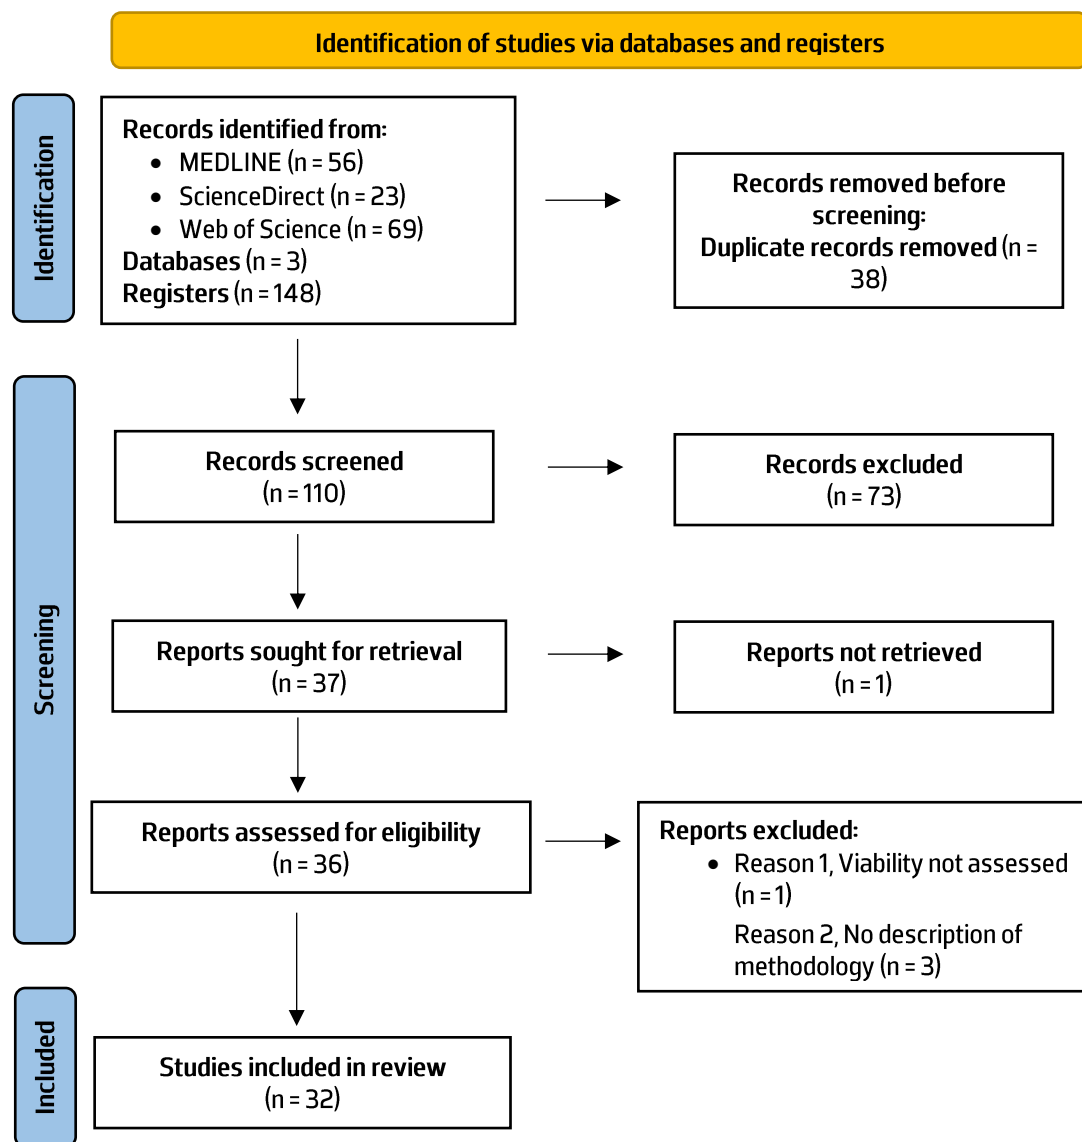 Identification of studies via databases and registers
Identification
Records identified from:
• MEDLINE (n = 56)
• ScienceDirect (n = 23)
• Web of Science (n = 69)
Databases (n = 3)
Registers (n = 148)
Records removed before
screening:
Duplicate records removed (n =
38)
Screening
Records screened
(n = 110)
Records excluded
(n = 73)
Reports sought for retrieval
(n = 37)
Reports not retrieved
(n = 1)
Reports assessed for eligibility
(n = 36)
Reports excluded:
• Reason 1, Viability not assessed
(n = 1)
Reason 2, No description of
methodology (n = 3)
Included
Studies included in review
(n = 32)